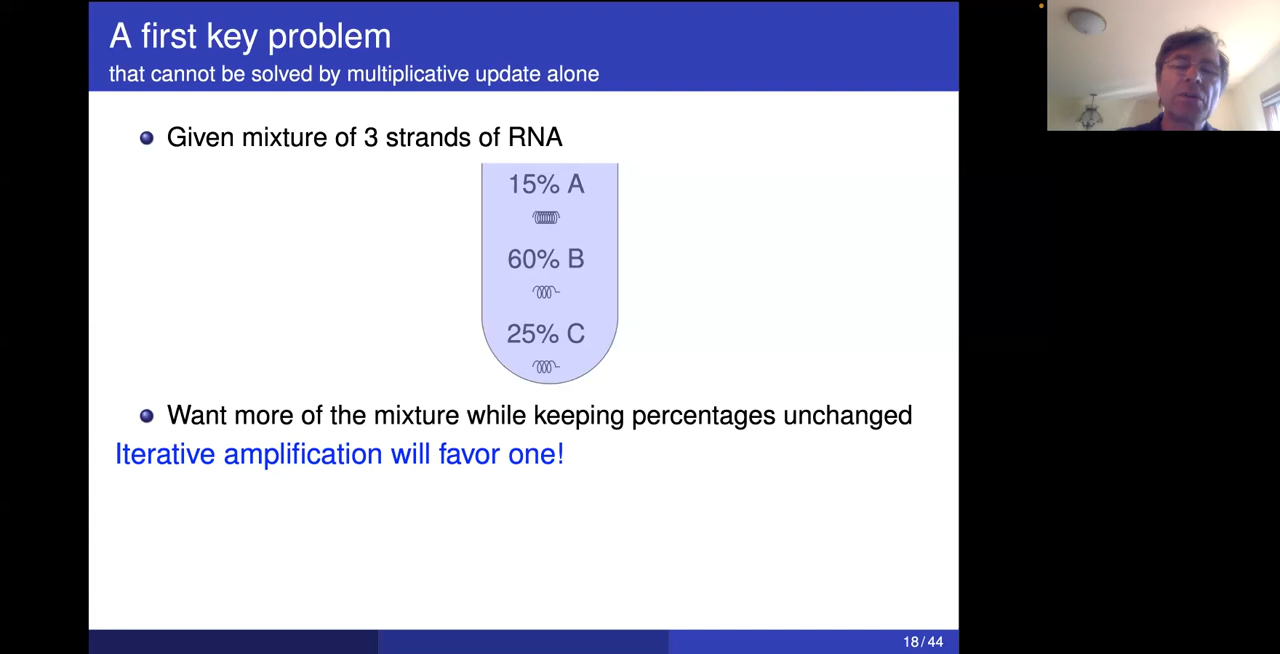 A first key problem
that cannot be solved by multiplicative update alone
Given mixture of 3 strands of RNA
15% A
60% B
25% C
Want more of the mixture while keeping percentages unchanged
Iterative amplification will favor one!
18/44